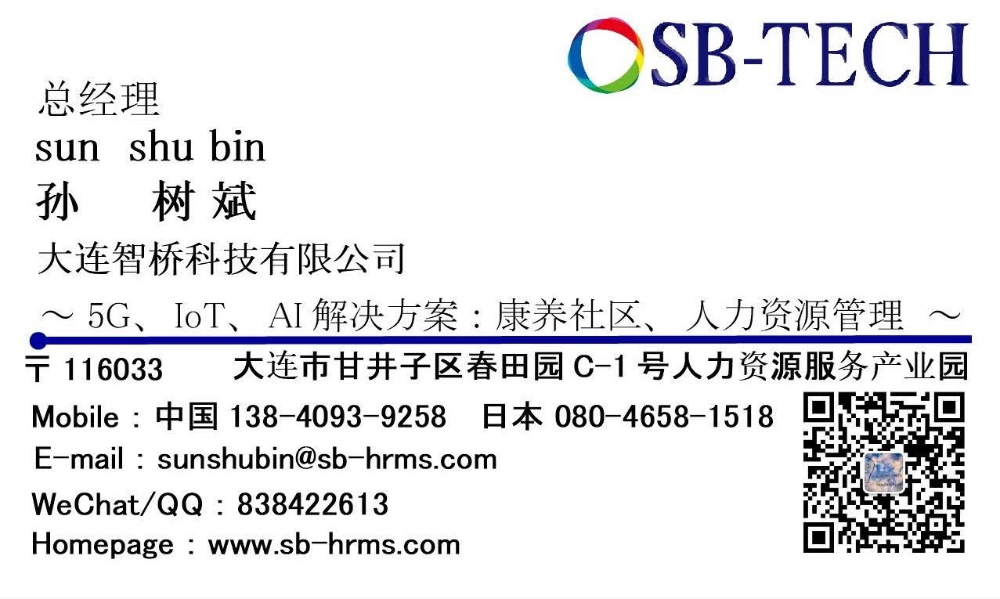 SB-TECH
总经理
sun shu bin
孙 树 斌
大连智桥科技有限公司
～ 5G、IoT、AI 解决方案：康养社区、人力资源管理 ～
〒 116033 大连市甘井子区春田园 C-1 号人力资源服务产业园
Mobile : 中国 138-4093-9258 日本 080-4658-1518
E-mail : sunshubin@sb-hrms.com
WeChat/QQ : 838422613
Homepage : www.sb-hrms.com